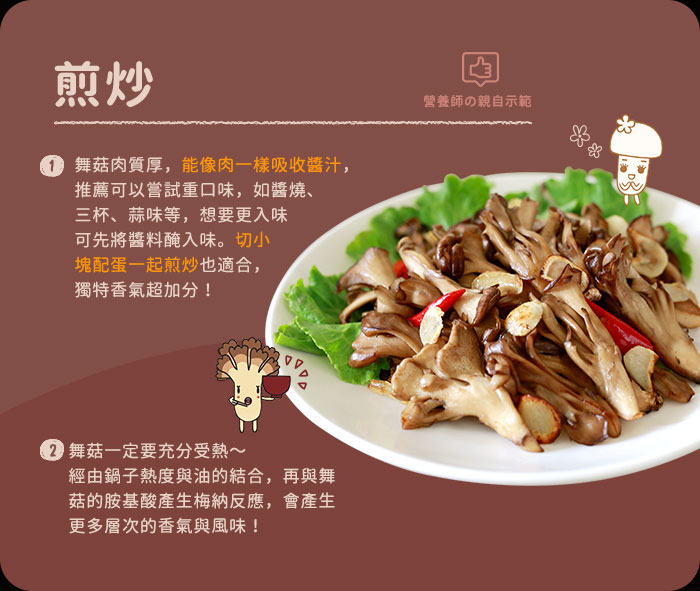 煎炒
營養師の親自示範
1 舞菇肉質厚，能像肉一樣吸收醬汁，
推薦可以嘗試重口味，如醬燒、
三杯、蒜味等，想要更入味
可先將醬料醃入味。切小
塊配蛋一起煎炒也適合，
獨特香氣超加分！
2 舞菇一定要充分受熱～
經由鍋子熱度與油的結合，再與舞
菇的胺基酸產生梅納反應，會產生
更多層次的香氣與風味！